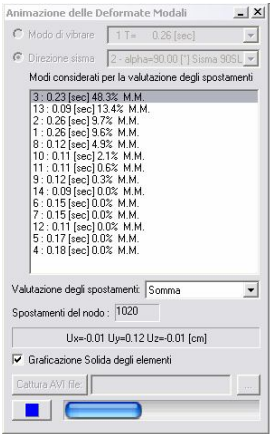 Animazione delle Deformate Modali
Modo di vibrare
1 T= 0.26 [sec]
Direzione sisma
2 - alpha=90.00 [°] Sisma 90SL
Modi considerati per la valutazione degli spostamenti
3 : 0.23 [sec] 48.3% M.M.
13 : 0.09 [sec] 13.4% M.M.
2 : 0.26 [sec] 9.7% M.M.
1 : 0.26 [sec] 9.6% M.M.
8 : 0.12 [sec] 4.9% M.M.
10 : 0.11 [sec] 2.1% M.M.
11 : 0.11 [sec] 0.6% M.M.
9 : 0.12 [sec] 0.3% M.M.
14 : 0.09 [sec] 0.0% M.M.
6 : 0.15 [sec] 0.0% M.M.
7 : 0.15 [sec] 0.0% M.M.
12 : 0.11 [sec] 0.0% M.M.
5 : 0.17 [sec] 0.0% M.M.
4 : 0.18 [sec] 0.0% M.M.
Valutazione degli spostamenti: Somma
Spostamenti del nodo : 1020
Ux=-0.01 Uy=0.12 Uz=-0.01 [cm]
Graficazione Solida degli elementi
Cattura AVI file:
...